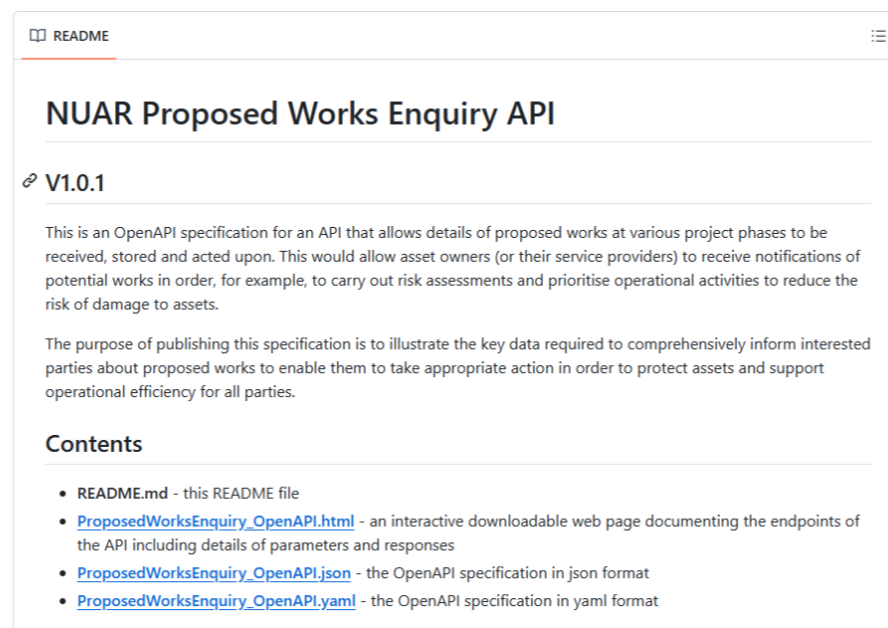 README
NUAR Proposed Works Enquiry API
V1.0.1
This is an OpenAPI specification for an API that allows details of proposed works at various project phases to be
received, stored and acted upon. This would allow asset owners (or their service providers) to receive notifications of
potential works in order, for example, to carry out risk assessments and prioritise operational activities to reduce the
risk of damage to assets.
The purpose of publishing this specification is to illustrate the key data required to comprehensively inform interested
parties about proposed works to enable them to take appropriate action in order to protect assets and support
operational efficiency for all parties.
Contents
• README.md - this README file
• ProposedWorksEnquiry_OpenAPI.html - an interactive downloadable web page documenting the endpoints of
the API including details of parameters and responses
• ProposedWorksEnquiry_OpenAPI.json - the OpenAPI specification in json format
• ProposedWorksEnquiry_OpenAPI.yaml - the OpenAPI specification in yaml format